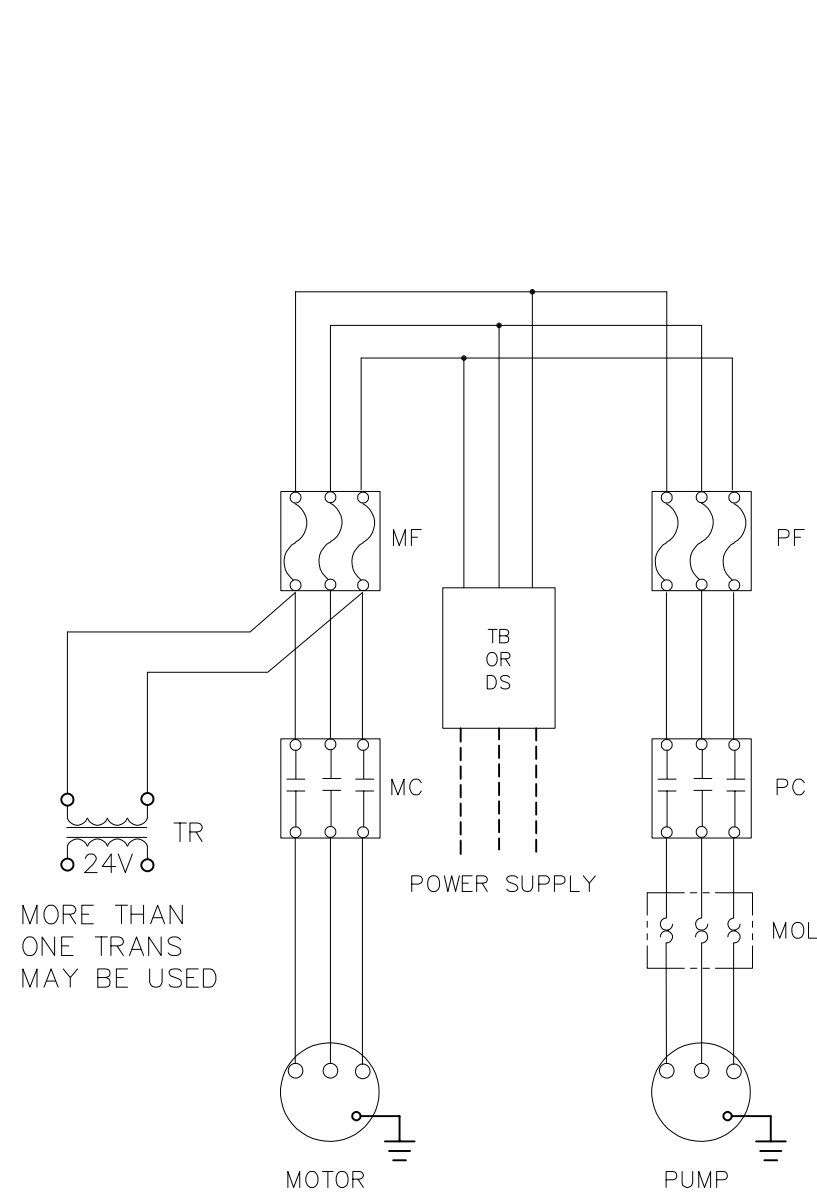 MF
PF
TB
OR
DS
MC
PC
TR
24V
POWER SUPPLY
MORE THAN
ONE TRANS
MAY BE USED
MOL
MOTOR
PUMP